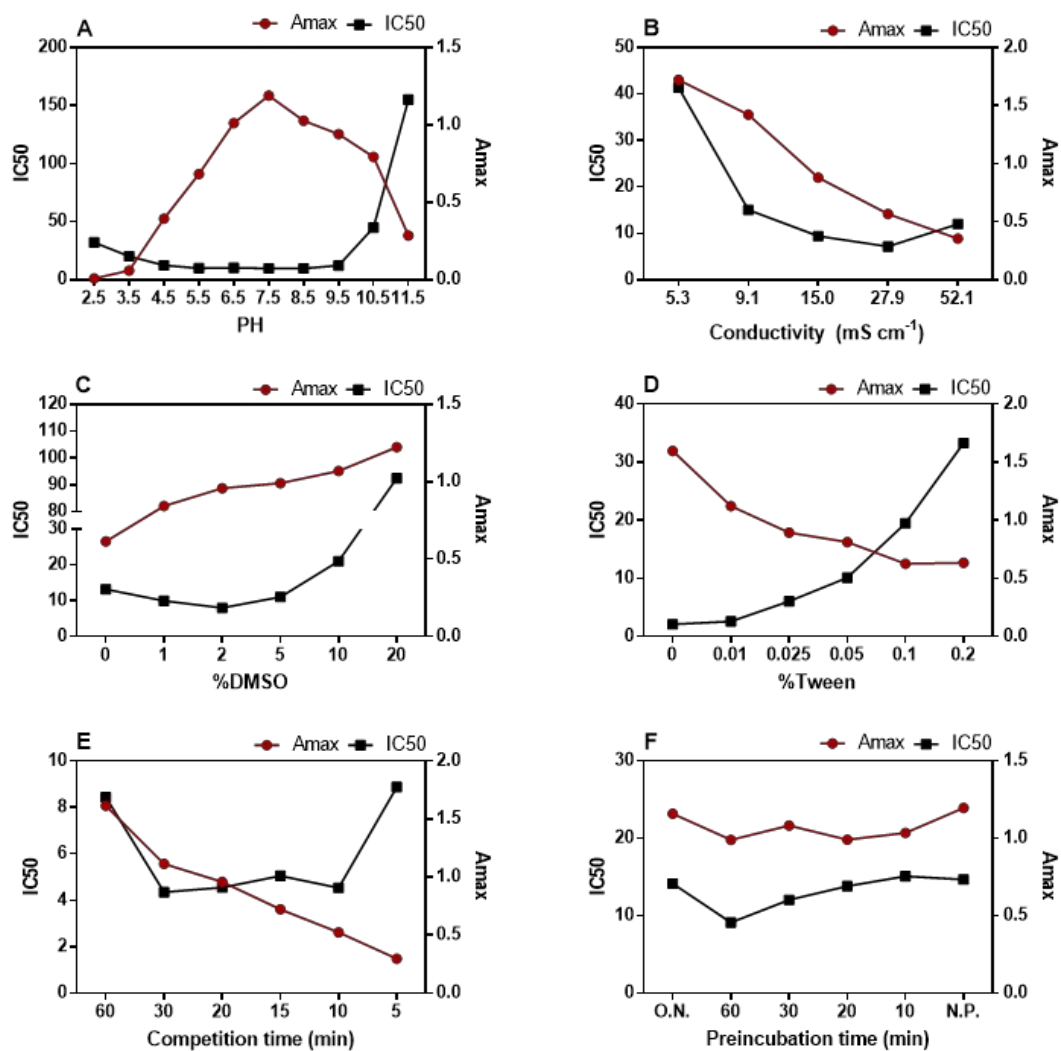 A Amax IC50
200
150
100
50
0
IC50
1.5
1.0
0.5
0.0
Amax
2.5 3.5 4.5 5.5 6.5 7.5 8.5 9.5 10.5 11.5
PH
B Amax IC50
50
40
30
20
10
0
IC50
2.0
1.5
1.0
0.5
0.0
Amax
5.3 9.1 15.0 27.9 52.1
Conductivity (mS cm⁻¹)
C Amax IC50
120
110
100
90
80
30
20
10
0
IC50
1.5
1.0
0.5
0.0
Amax
0 1 2 5 10 20
%DMSO
D Amax IC50
40
30
20
10
0
IC50
2.0
1.5
1.0
0.5
0.0
Amax
0 0.01 0.025 0.05 0.1 0.2
%Tween
E Amax IC50
10
8
6
4
2
0
IC50
2.0
1.5
1.0
0.5
0.0
Amax
60 30 20 15 10 5
Competition time (min)
F Amax IC50
30
20
10
0
IC50
1.5
1.0
0.5
0.0
Amax
O.N. 60 30 20 10 N.P.
Preincubation time (min)